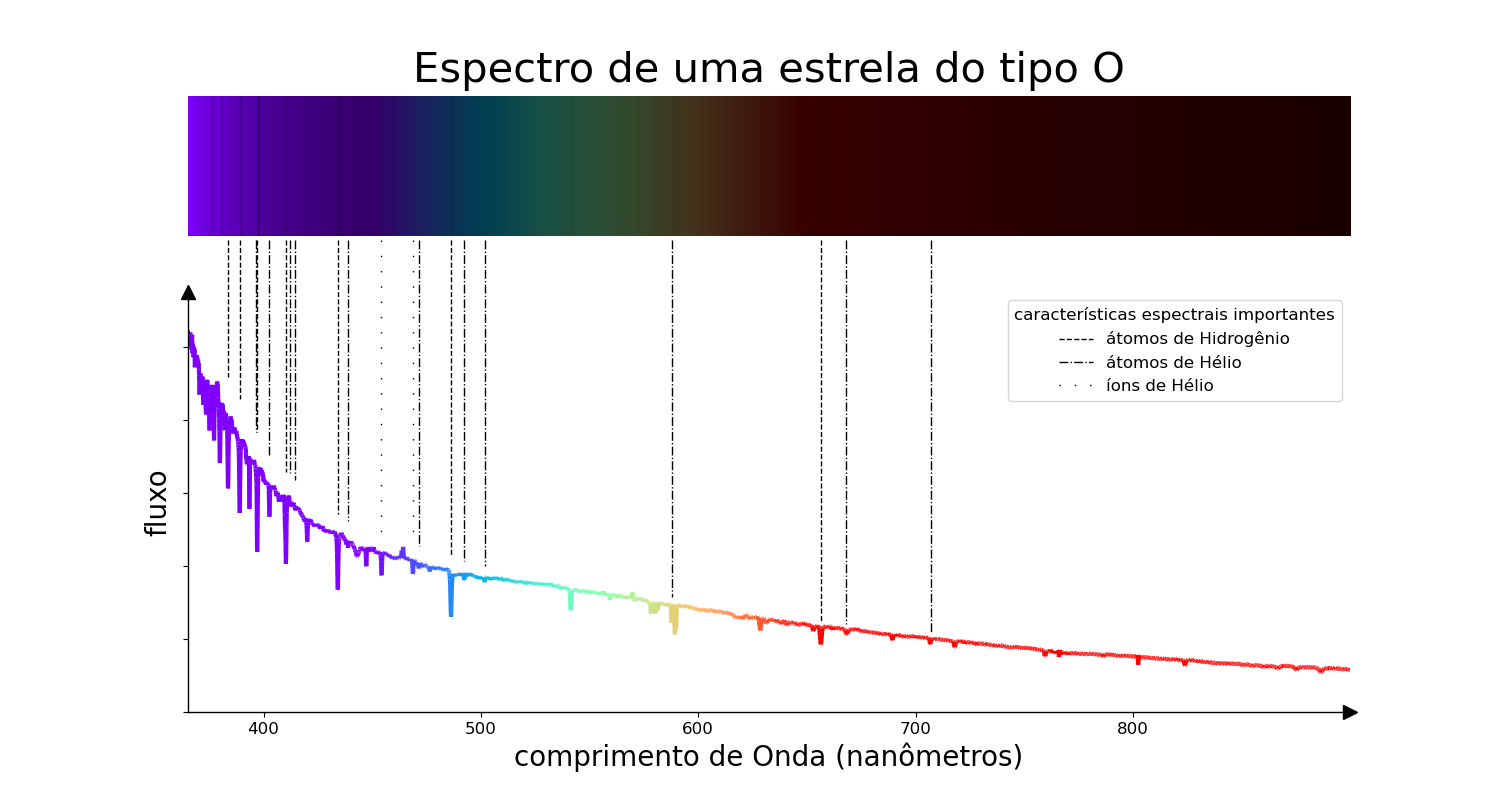 Espectro de uma estrela do tipo O
características espectrais importantes
átomos de Hidrogênio
átomos de Hélio
íons de Hélio
fluxo
400 500 600 700 800
comprimento de Onda (nanômetros)